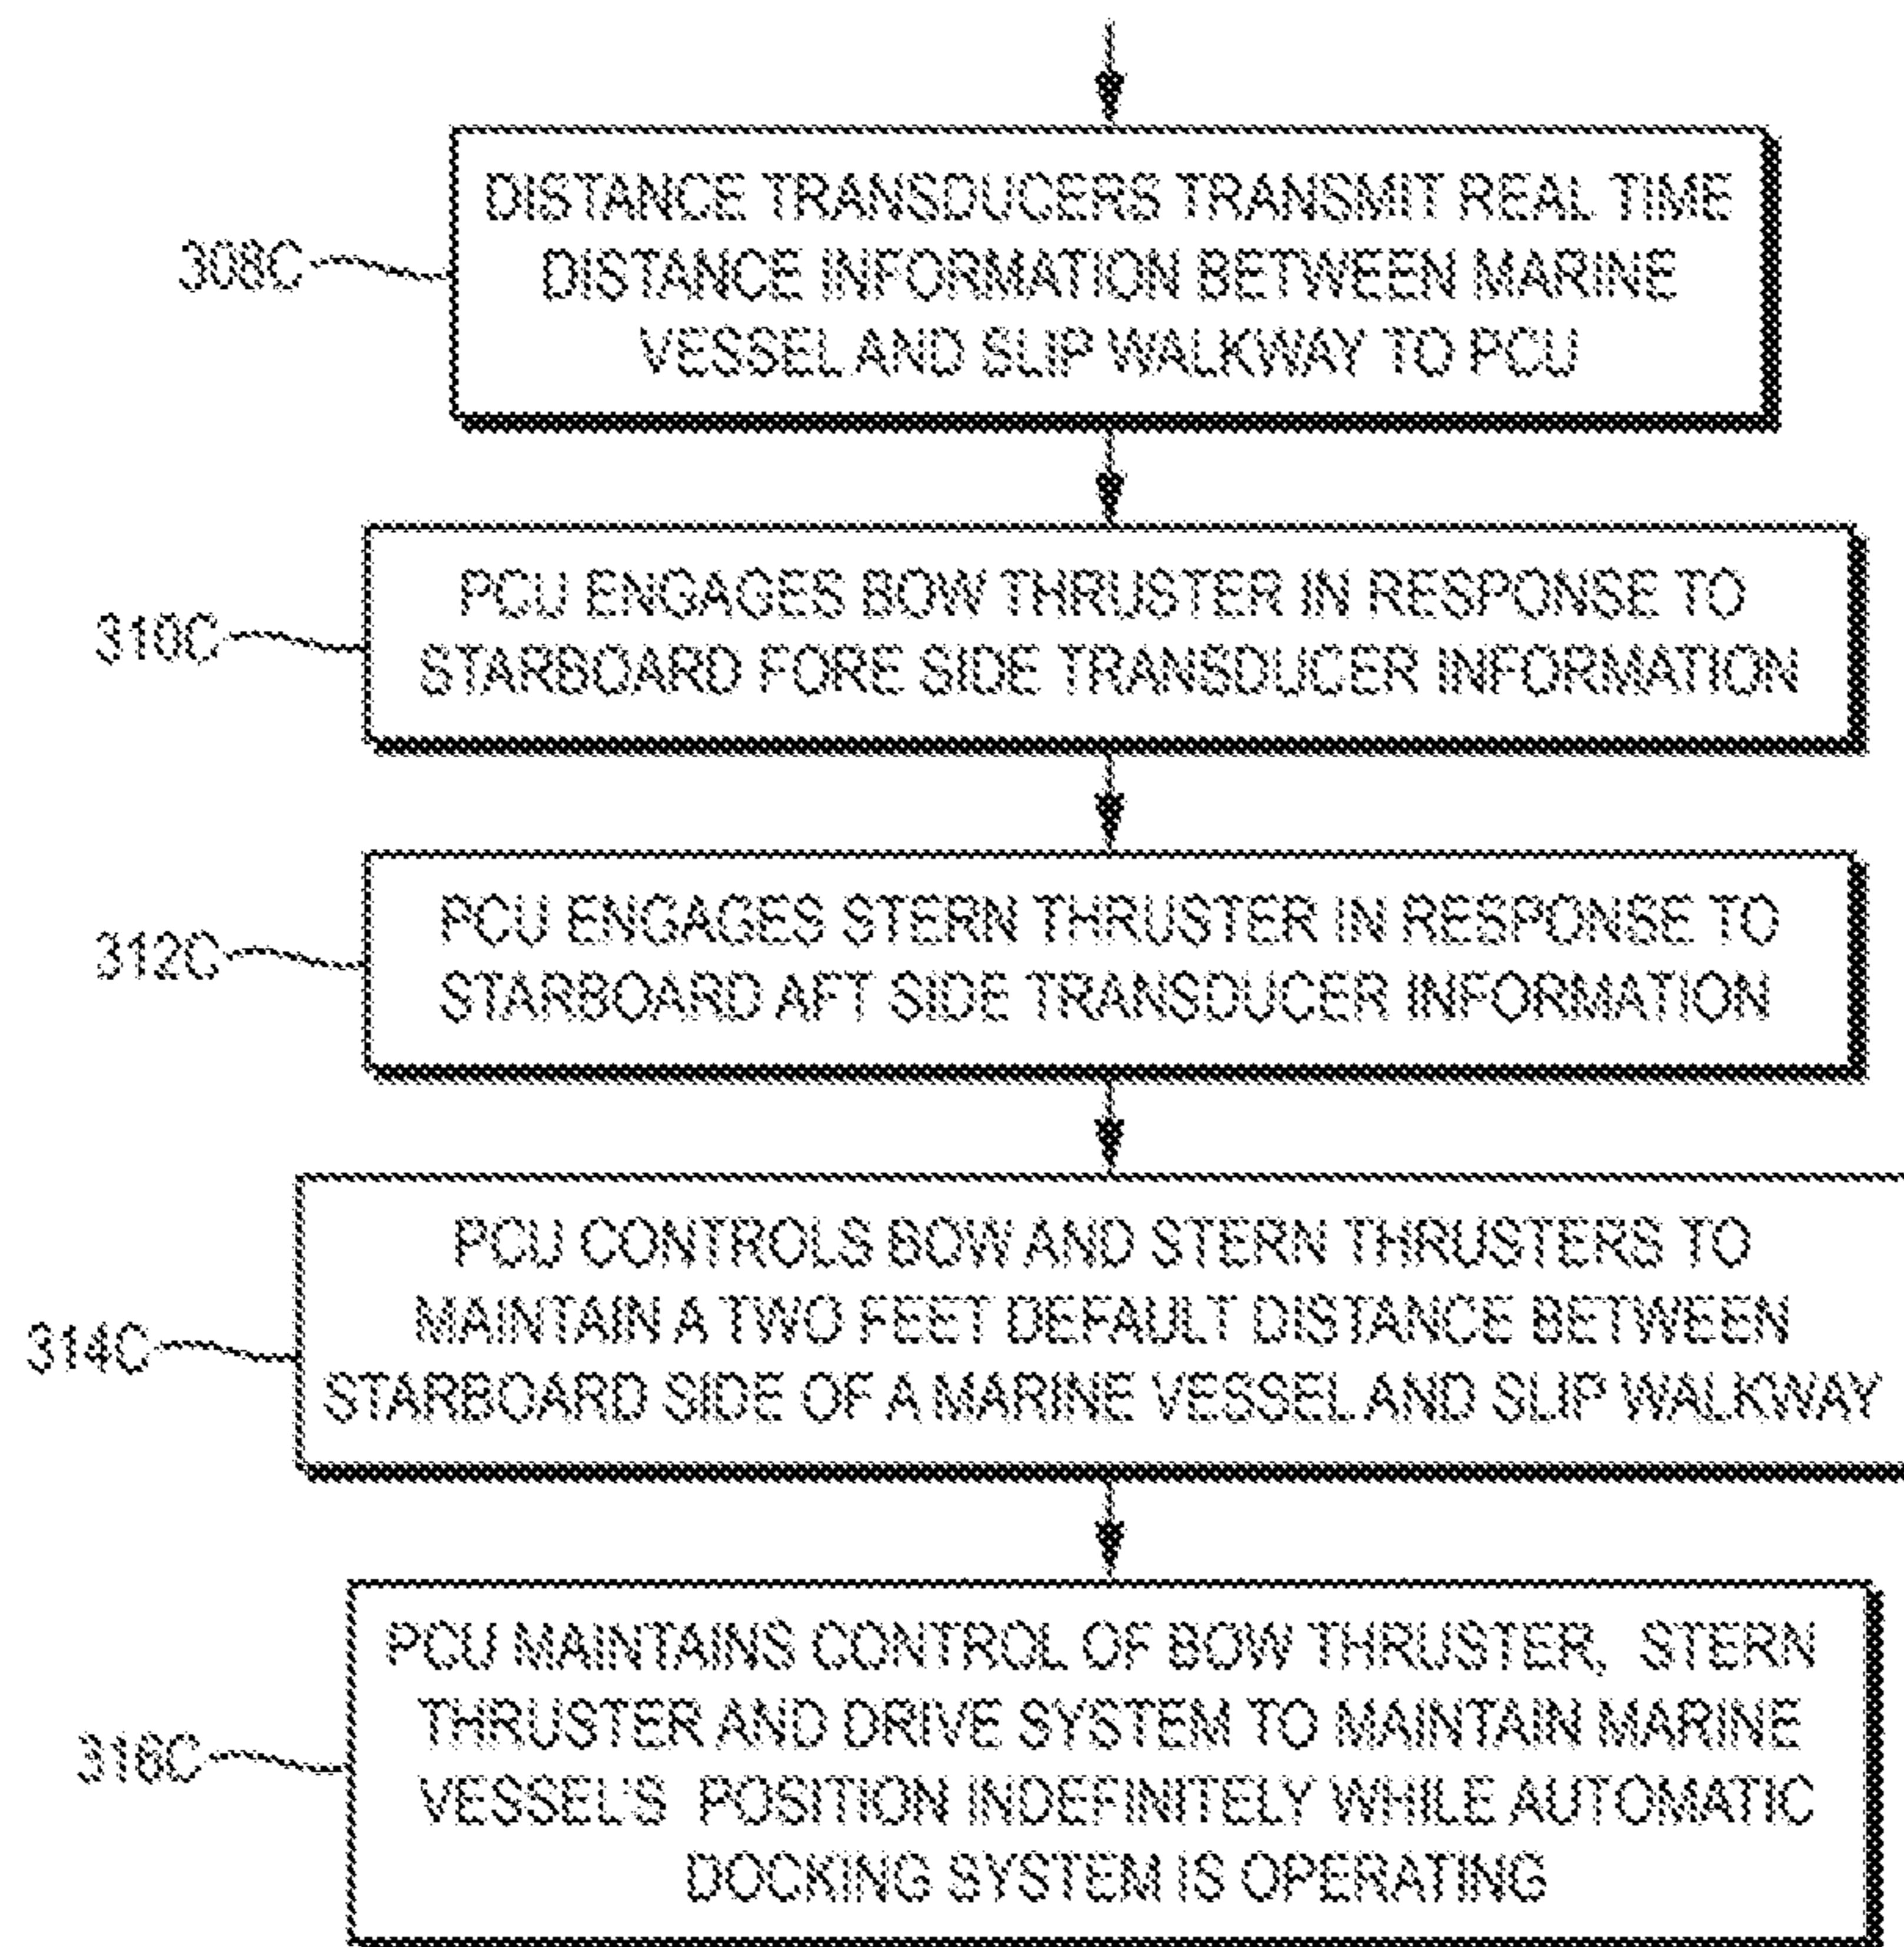 308C
DISTANCE TRANSDUCERS TRANSMIT REAL TIME
DISTANCE INFORMATION BETWEEN MARINE
VESSEL AND SLIP WALKWAY TO PCU
310C
PCU ENGAGES BOW THRUSTER IN RESPONSE TO
STARBOARD FORE SIDE TRANSDUCER INFORMATION
312C
PCU ENGAGES STERN THRUSTER IN RESPONSE TO
STARBOARD AFT SIDE TRANSDUCER INFORMATION
314C
PCU CONTROLS BOW AND STERN THRUSTERS TO
MAINTAIN A TWO FEET DEFAULT DISTANCE BETWEEN
STARBOARD SIDE OF A MARINE VESSEL AND SLIP WALKWAY
316C
PCU MAINTAINS CONTROL OF BOW THRUSTER, STERN
THRUSTER AND DRIVE SYSTEM TO MAINTAIN MARINE
VESSEL'S POSITION INDEFINITELY WHILE AUTOMATIC
DOCKING SYSTEM IS OPERATING